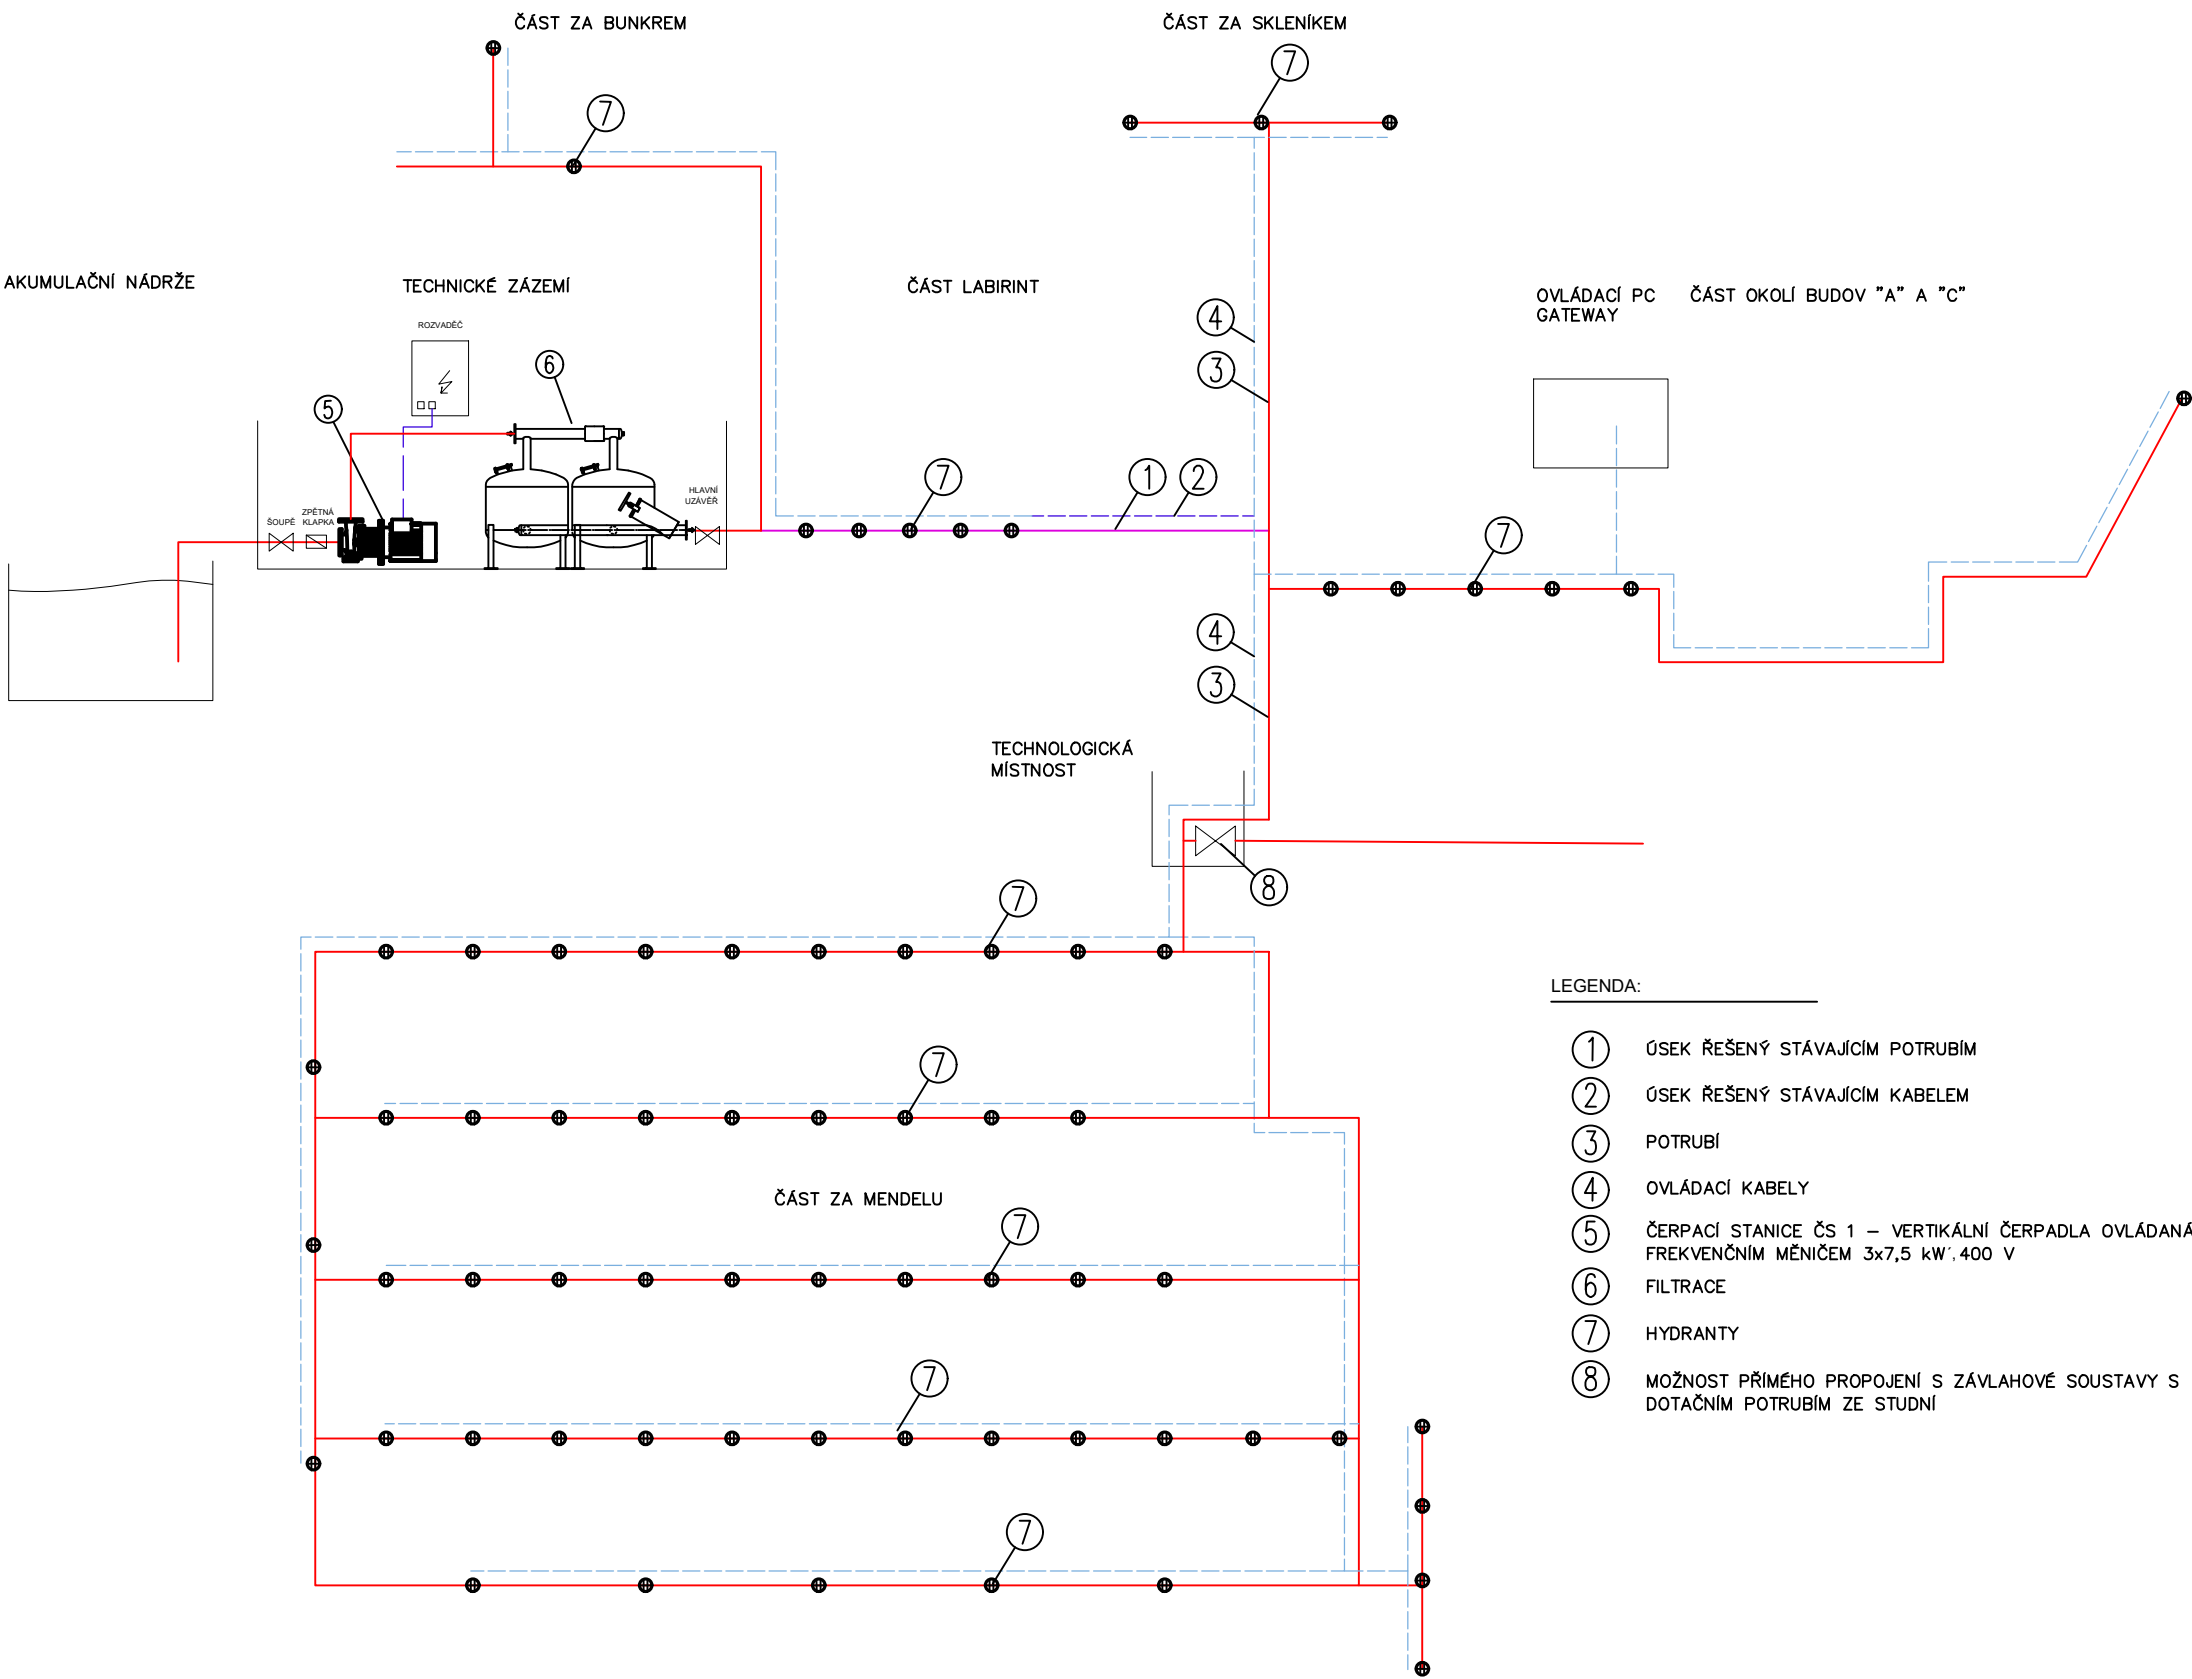 ČÁST ZA BUNKREM
ČÁST ZA SKLENÍKEM
7
7
AKUMULAČNÍ NÁDRŽE
TECHNICKÉ ZÁZEMÍ
ČÁST LABIRINT
OVLÁDACÍ PC
GATEWAY
ČÁST OKOLÍ BUDOV "A" A "C"
ROZVADĚČ
4
6
3
5
7
1
2
HLAVNÍ
UZÁVĚR
ZPĚTNÁ
KLAPKA
ŠOUPĚ
7
4
3
TECHNOLOGICKÁ
MÍSTNOST
8
7
7
ČÁST ZA MENDELU
7
7
7
LEGENDA:
1 ÚSEK ŘEŠENÝ STÁVAJÍCÍM POTRUBÍM
2 ÚSEK ŘEŠENÝ STÁVAJÍCÍM KABELEM
3 POTRUBÍ
4 OVLÁDACÍ KABELY
5 ČERPACÍ STANICE ČS 1 – VERTIKÁLNÍ ČERPADLA OVLÁDANÁ
FREKVENČNÍM MĚNIČEM 3x7,5 kW, 400 V
6 FILTRACE
7 HYDRANTY
8 MOŽNOST PŘÍMÉHO PROPOJENÍ S ZÁVLAHOVÉ SOUSTAVY S
DOTAČNÍM POTRUBÍM ZE STUDNÍ